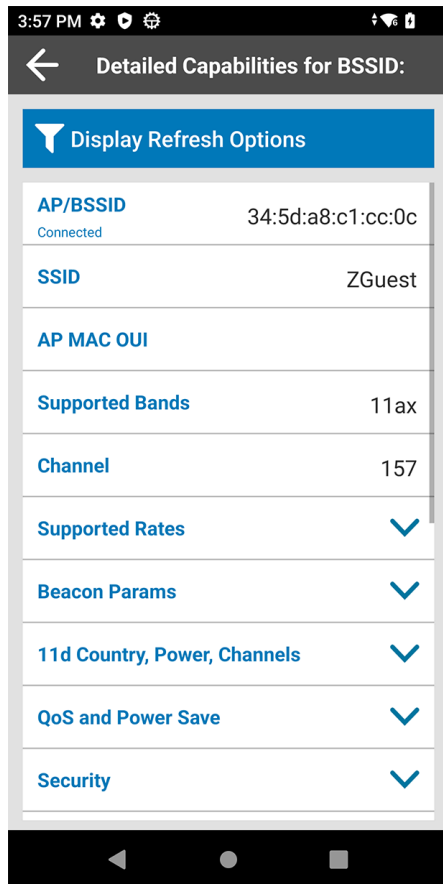 3:57 PM
6
Detailed Capabilities for BSSID:
Display Refresh Options
AP/BSSID
Connected
34:5d:a8:c1:cc:0c
SSID
ZGuest
AP MAC OUI
Supported Bands
11ax
Channel
157
Supported Rates
Beacon Params
11d Country, Power, Channels
QoS and Power Save
Security